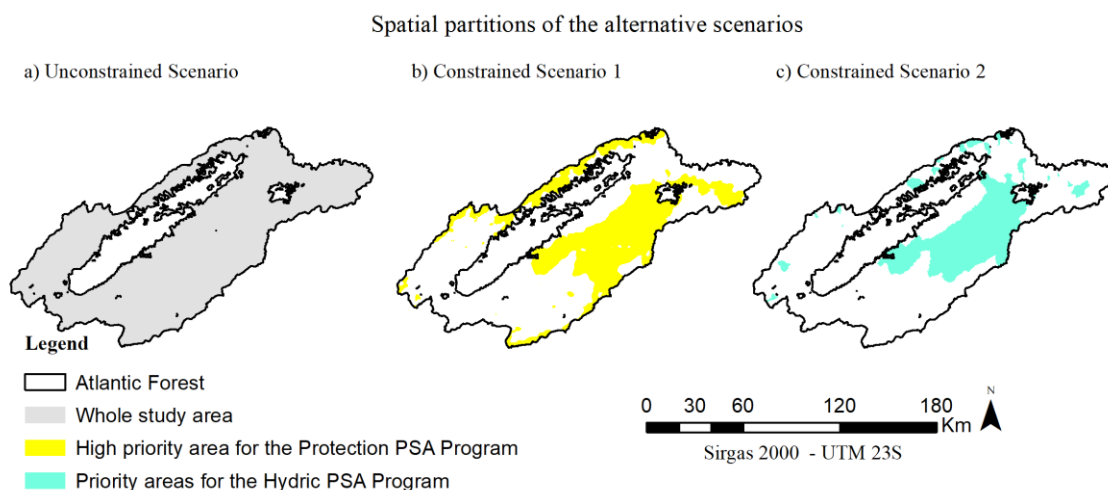 Spatial partitions of the alternative scenarios
a) Unconstrained Scenario
b) Constrained Scenario 1
c) Constrained Scenario 2
Legend
Atlantic Forest
Whole study area
High priority area for the Protection PSA Program
Priority areas for the Hydric PSA Program
N
0 30 60 120 180
Km
Sirgas 2000 - UTM 23S